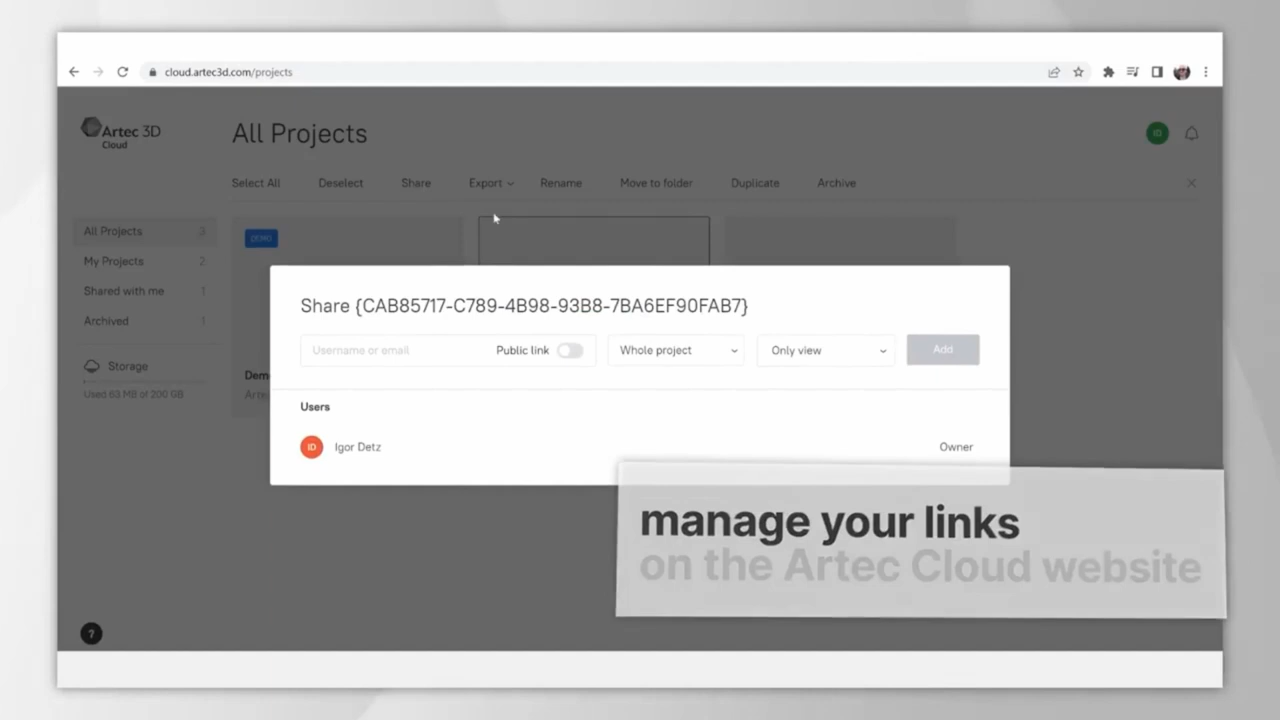 cloud.artec3d.com/projects
Artec 3D
Cloud
All Projects
ID
Select All Deselect Share Export Rename Move to folder Duplicate Archive
All Projects 3
My Projects 2
Shared with me 1
Archived 1
Storage
Used 63 MB of 200 GB
DEMO
Dem
Arte
Share {CAB85717-C789-4B98-93B8-7BA6EF90FAB7}
Username or email Public link Whole project Only view Add
Users
ID Igor Detz Owner
manage your links
on the Artec Cloud website
?